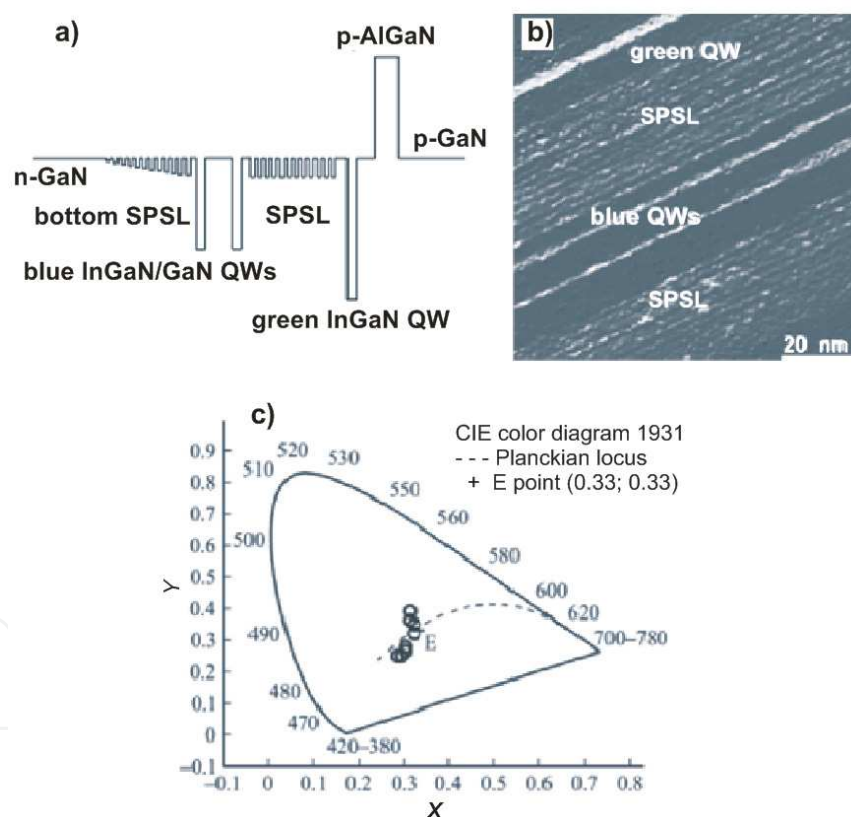 a)
p-AlGaN
p-GaN
n-GaN
bottom SPSL
SPSL
blue InGaN/GaN QWs
green InGaN QW
b)
green QW
SPSL
blue QWs
SPSL
20 nm
c)
CIE color diagram 1931
- - - Planckian locus
+ E point (0.33; 0.33)
0.9
0.8
0.7
0.6
0.5
0.4
0.3
0.2
0.1
0
−0.1
Y
520
510
530
550
560
500
580
600
620
E
700–780
490
480
470
420–380
−0.1 0 0.1 0.2 0.3 0.4 0.5 0.6 0.7 0.8
X